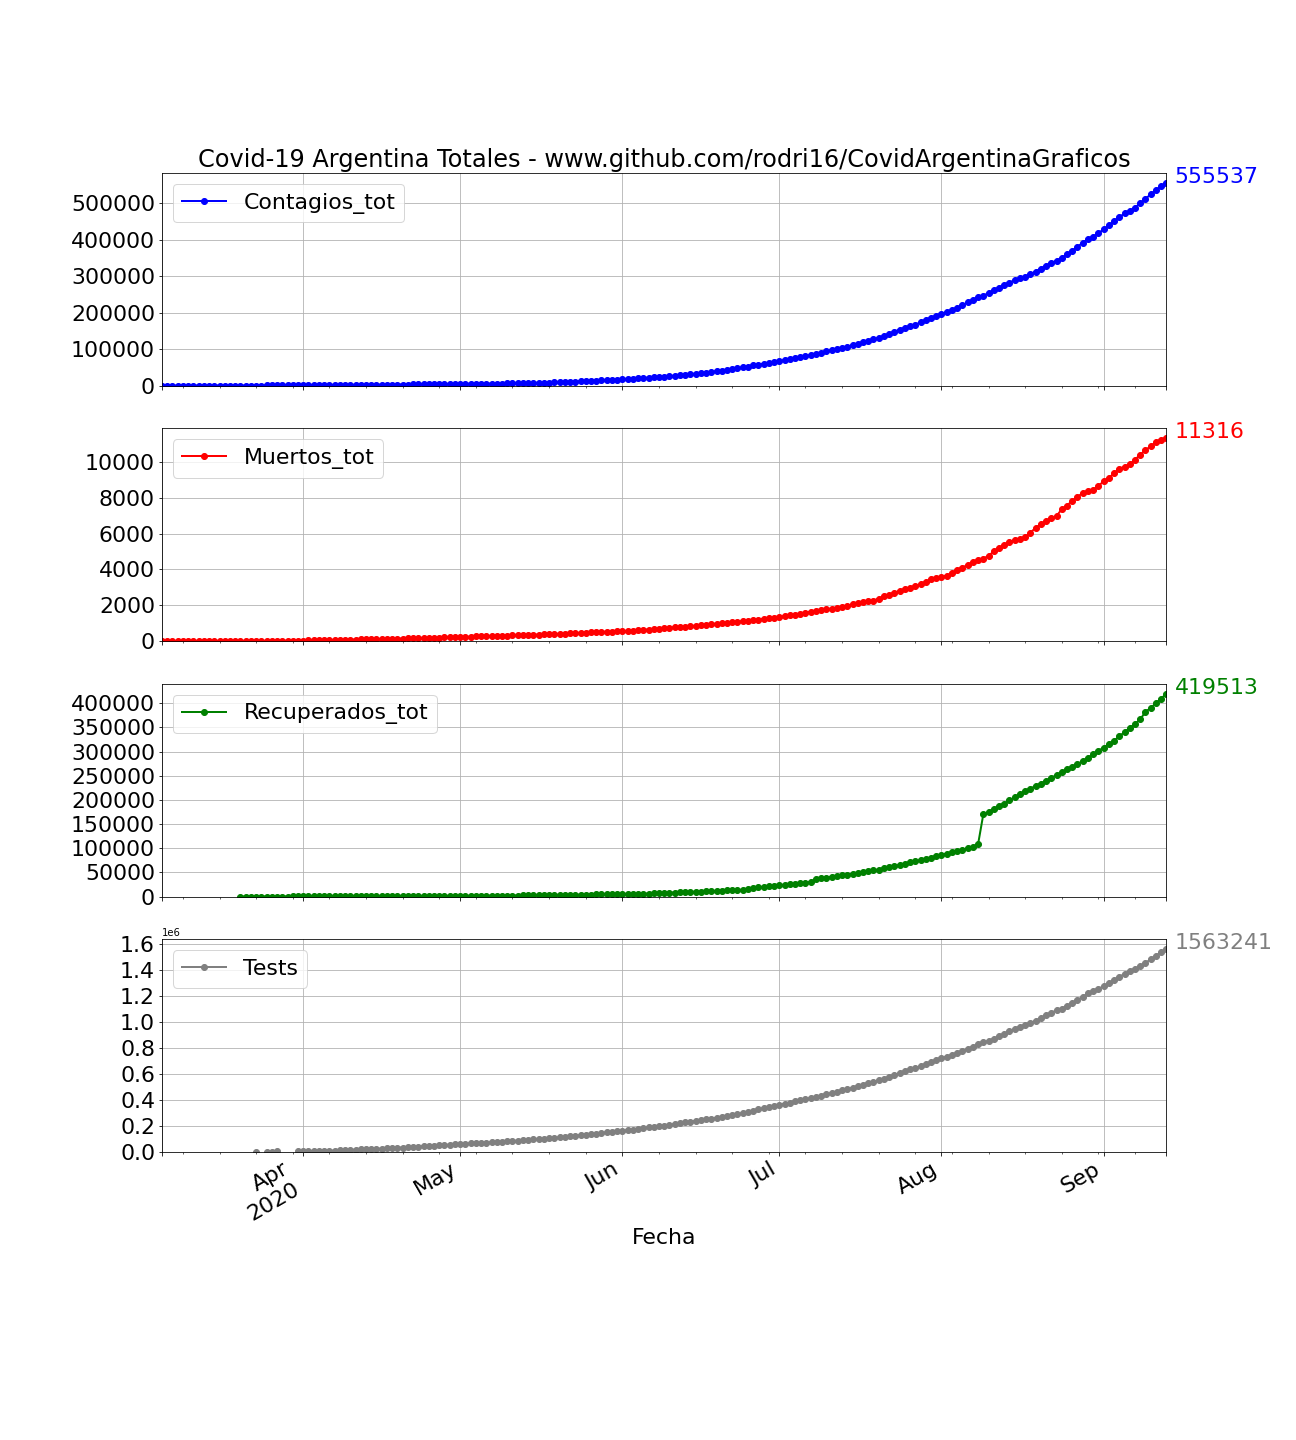 Covid-19 Argentina Totales - www.github.com/rodri16/CovidArgentinaGraficos
555537
Contagios_tot
500000
400000
300000
200000
100000
0
11316
Muertos_tot
10000
8000
6000
4000
2000
0
419513
Recuperados_tot
400000
350000
300000
250000
200000
150000
100000
50000
0
1e6
1563241
Tests
1.6
1.4
1.2
1.0
0.8
0.6
0.4
0.2
0.0
Apr
2020
May
Jun
Jul
Aug
Sep
Fecha